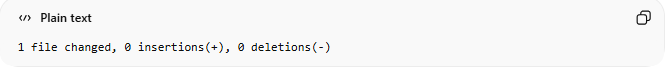 Plain text
1 file changed, 0 insertions(+), 0 deletions(-)